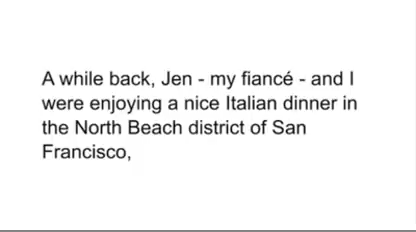 A while back, Jen - my fiancé - and I
were enjoying a nice Italian dinner in
the North Beach district of San
Francisco,